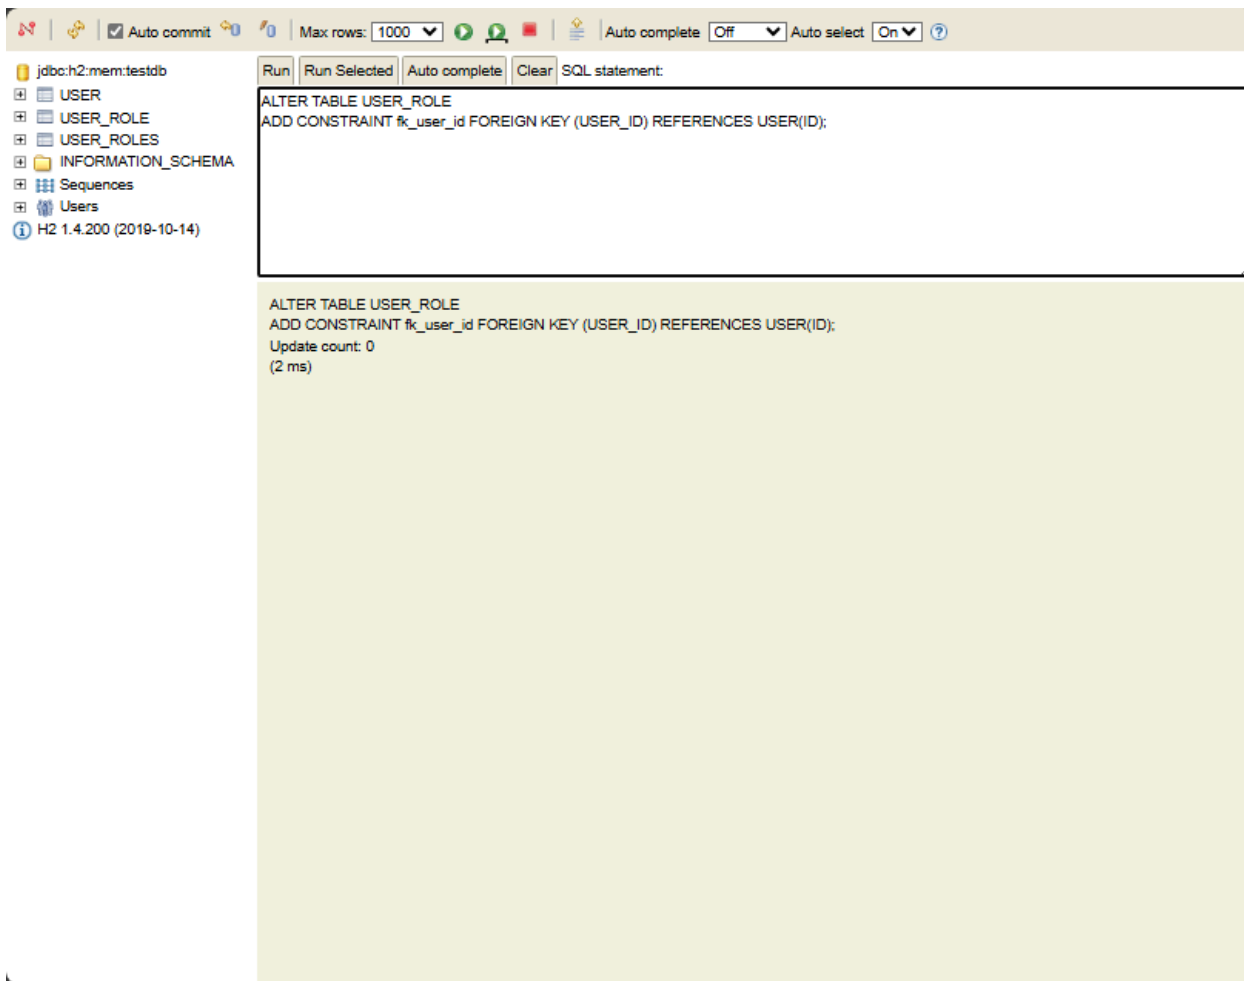 Auto commit Max rows: 1000 Auto complete Off Auto select On
jdbc:h2:mem:testdb
USER
USER_ROLE
USER_ROLES
INFORMATION_SCHEMA
Sequences
Users
H2 1.4.200 (2019-10-14)
Run Run Selected Auto complete Clear SQL statement:
ALTER TABLE USER_ROLE
ADD CONSTRAINT fk_user_id FOREIGN KEY (USER_ID) REFERENCES USER(ID);
ALTER TABLE USER_ROLE
ADD CONSTRAINT fk_user_id FOREIGN KEY (USER_ID) REFERENCES USER(ID);
Update count: 0
(2 ms)